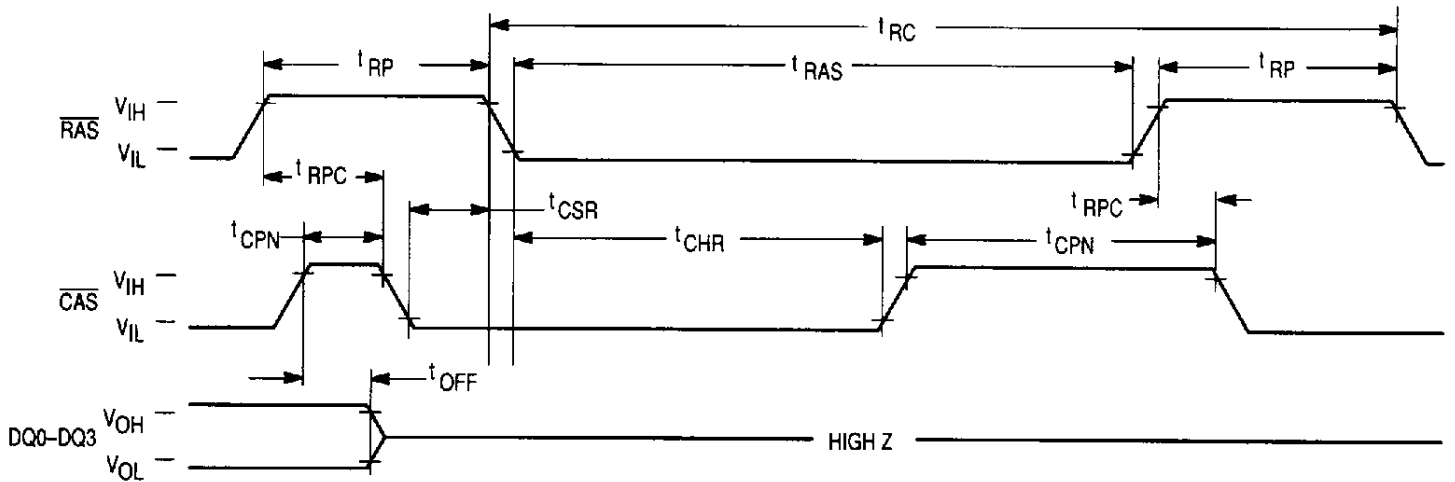 tRC
tRP tRAS tRP
RAS VIH
VIL
tRPC
tCSR tRPC
tCPN tCHR tCPN
CAS VIH
VIL
tOFF
DQ0–DQ3 VOH
HIGH Z
VOL